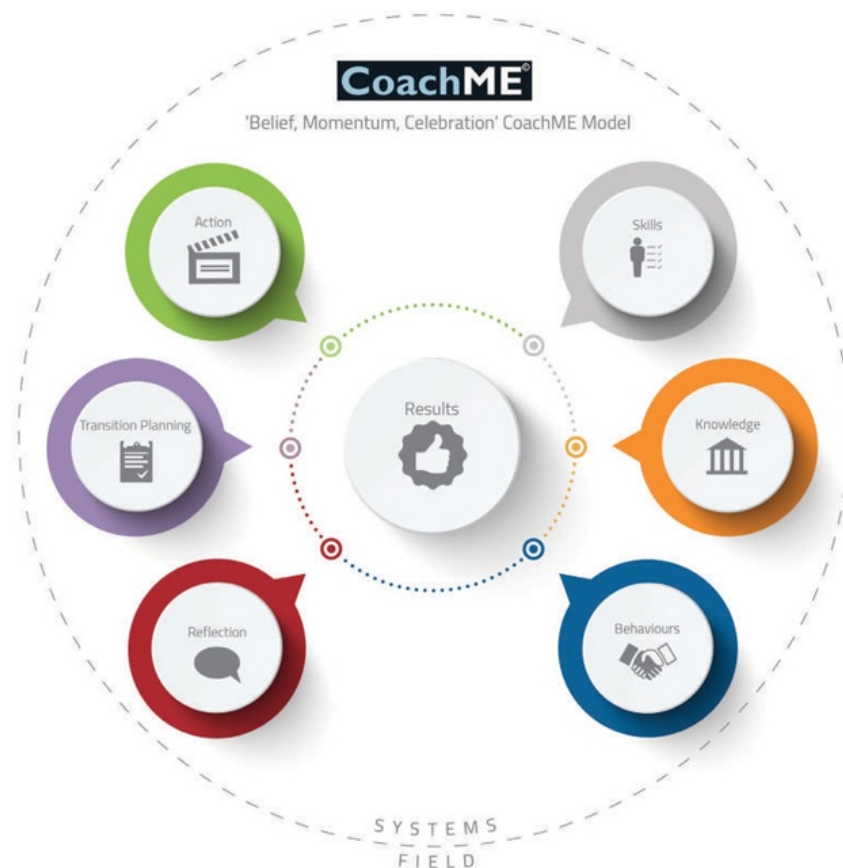 CoachME©
'Belief, Momentum, Celebration' CoachME Model
Action
Skills
Transition Planning
Results
Knowledge
Reflection
Behaviours
SYSTEMS
FIELD